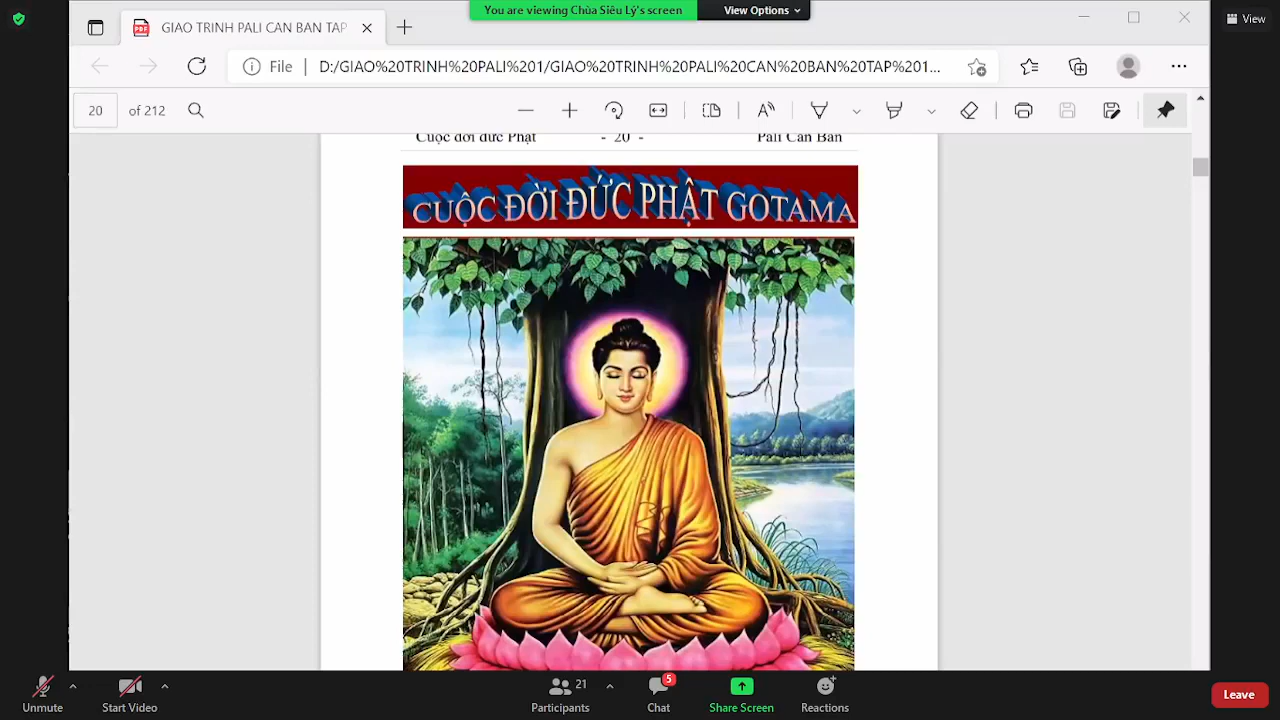 You are viewing Chùa Siêu Lý's screen
View Options
View
GIAO TRINH PALI CAN BAN TAP
File
D:/GIAO%20TRINH%20PALI%201/GIAO%20TRINH%20PALI%20CAN%20BAN%20TAP%201...
20 of 212
Cuộc đời đức Phật - 20 - Pali Căn Bản
CUỘC ĐỜI ĐỨC PHẬT GOTAMA
Unmute
Start Video
21
Participants
5
Chat
Share Screen
Reactions
Leave